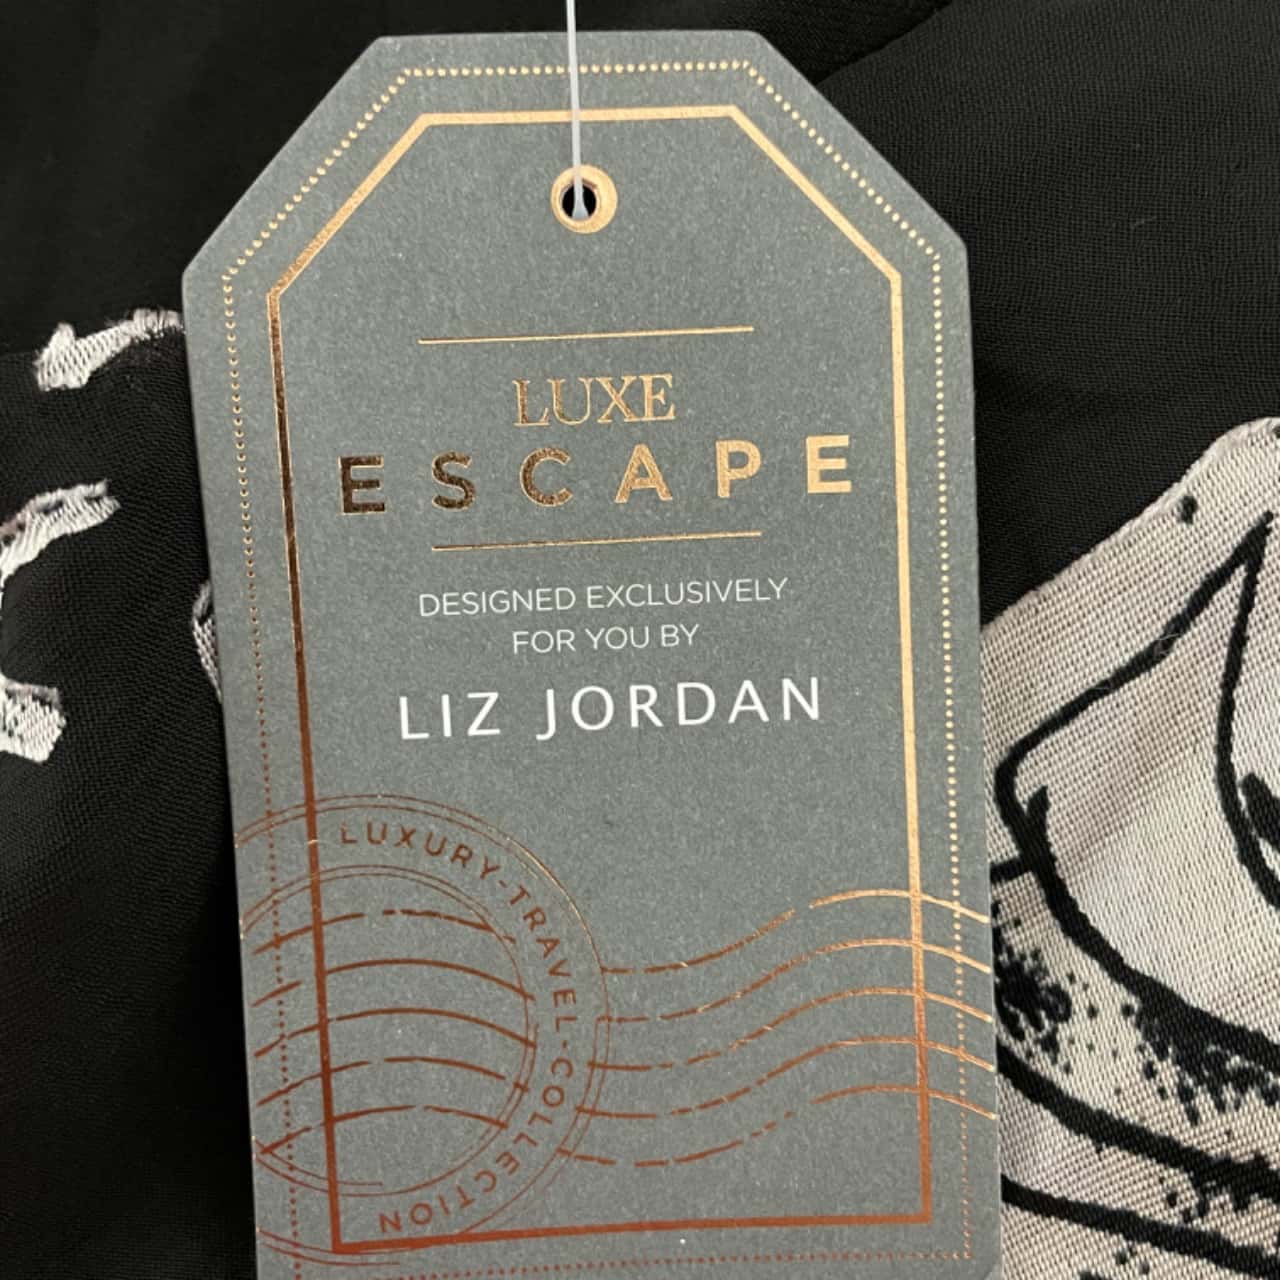 LUXE
ESCAPE
DESIGNED EXCLUSIVELY
FOR YOU BY
LIZ JORDAN
LUXURY-TRAVEL-COLLECTION